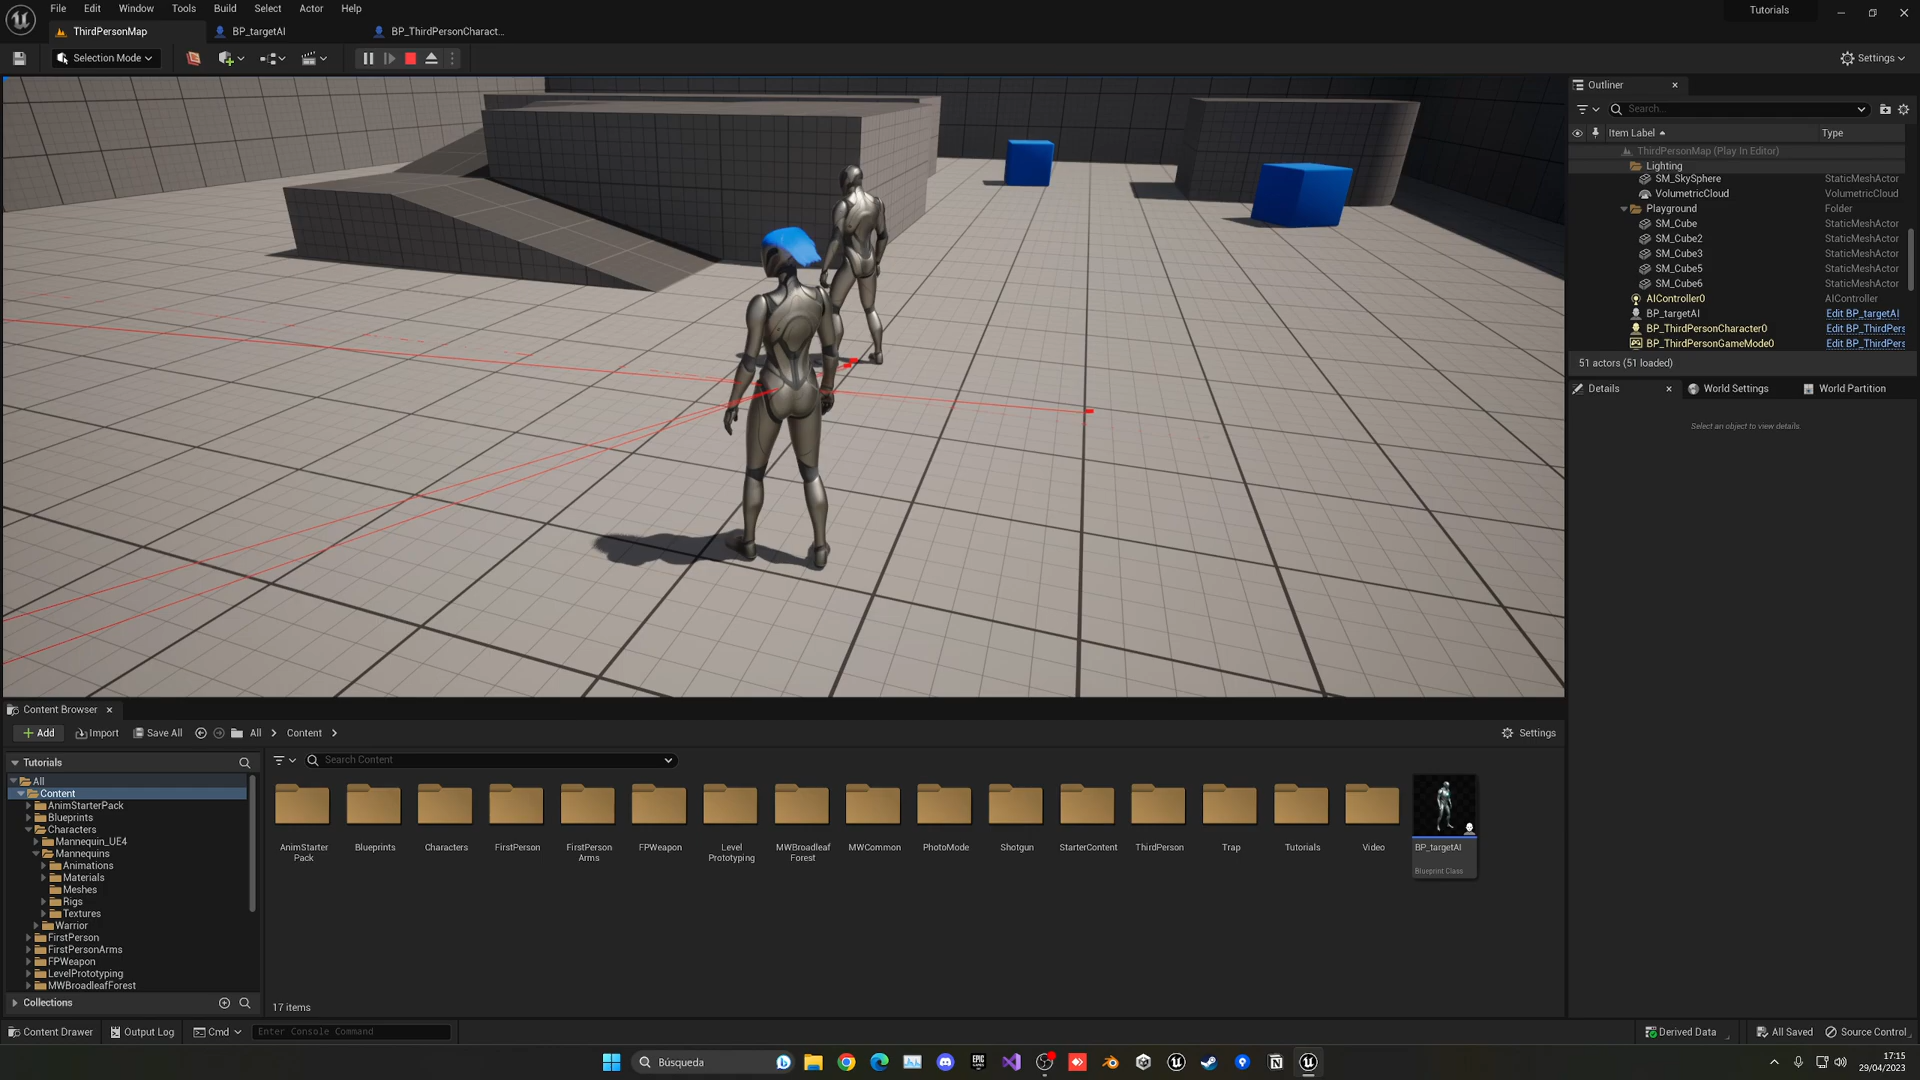 File Edit Window Tools Build Select Actor Help
Tutorials
ThirdPersonMap
BP_targetAI
BP_ThirdPersonCharact...
Selection Mode
Settings
Outliner
Search...
Item Label
Type
ThirdPersonMap (Play In Editor)
Lighting
SM_SkySphere StaticMeshActor
VolumetricCloud VolumetricCloud
Playground Folder
SM_Cube StaticMeshActor
SM_Cube2 StaticMeshActor
SM_Cube3 StaticMeshActor
SM_Cube5 StaticMeshActor
SM_Cube6 StaticMeshActor
AIController0 AIController
BP_targetAI Edit BP_targetAI
BP_ThirdPersonCharacter0 Edit BP_ThirdPers
BP_ThirdPersonGameMode0 Edit BP_ThirdPers
51 actors (51 loaded)
Details
World Settings
World Partition
Select an object to view details.
Content Browser
Add Import Save All All Content
Settings
Tutorials
Search Content
All
Content
AnimStarterPack
Blueprints
Characters
Mannequin_UE4
Mannequins
Animations
Materials
Meshes
Rigs
Textures
Warrior
FirstPerson
FirstPersonArms
FPWeapon
LevelPrototyping
MWBroadleafForest
Collections
AnimStarter
Pack
Blueprints
Characters
FirstPerson
FirstPerson
Arms
FPWeapon
Level
Prototyping
MWBroadleaf
Forest
MWCommon
PhotoMode
Shotgun
StarterContent
ThirdPerson
Trap
Tutorials
Video
BP_targetAI
Blueprint Class
17 items
Content Drawer
Output Log
Cmd
Enter Console Command
Derived Data
All Saved
Source Control
Búsqueda
EPIC
GAMES
17:15
29/04/2023